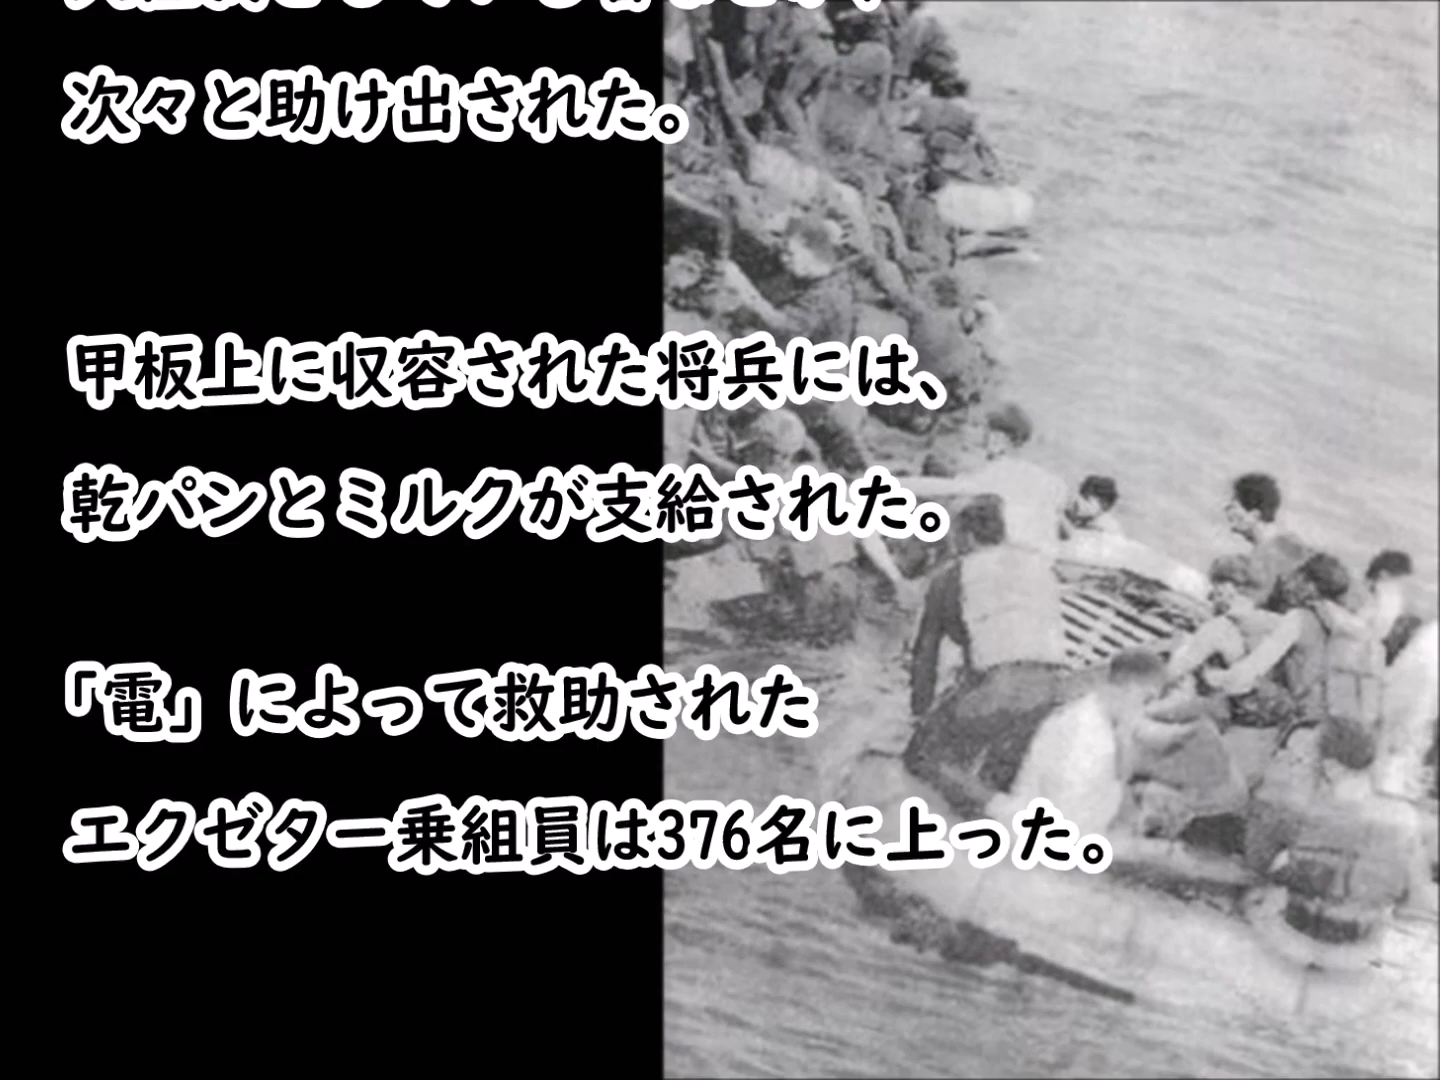 次々と助け出された。
甲板上に収容された将兵には、
乾パンとミルクが支給された。
「電」によって救助された
エクゼター乗組員は376名に上った。